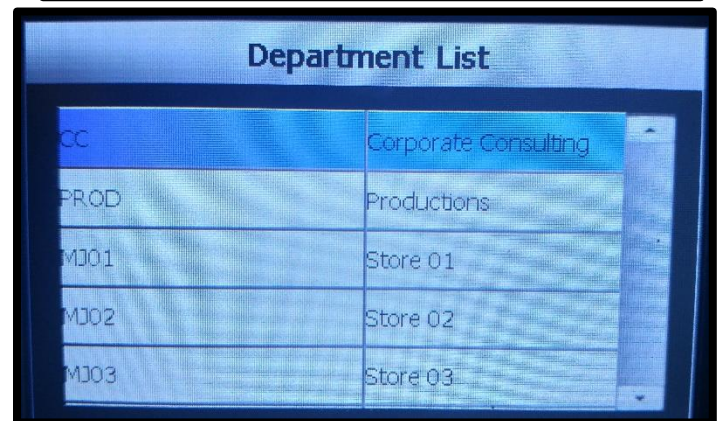 Department List
CC Corporate Consulting
PROD Productions
MJ01 Store 01
MJ02 Store 02
MJ03 Store 03